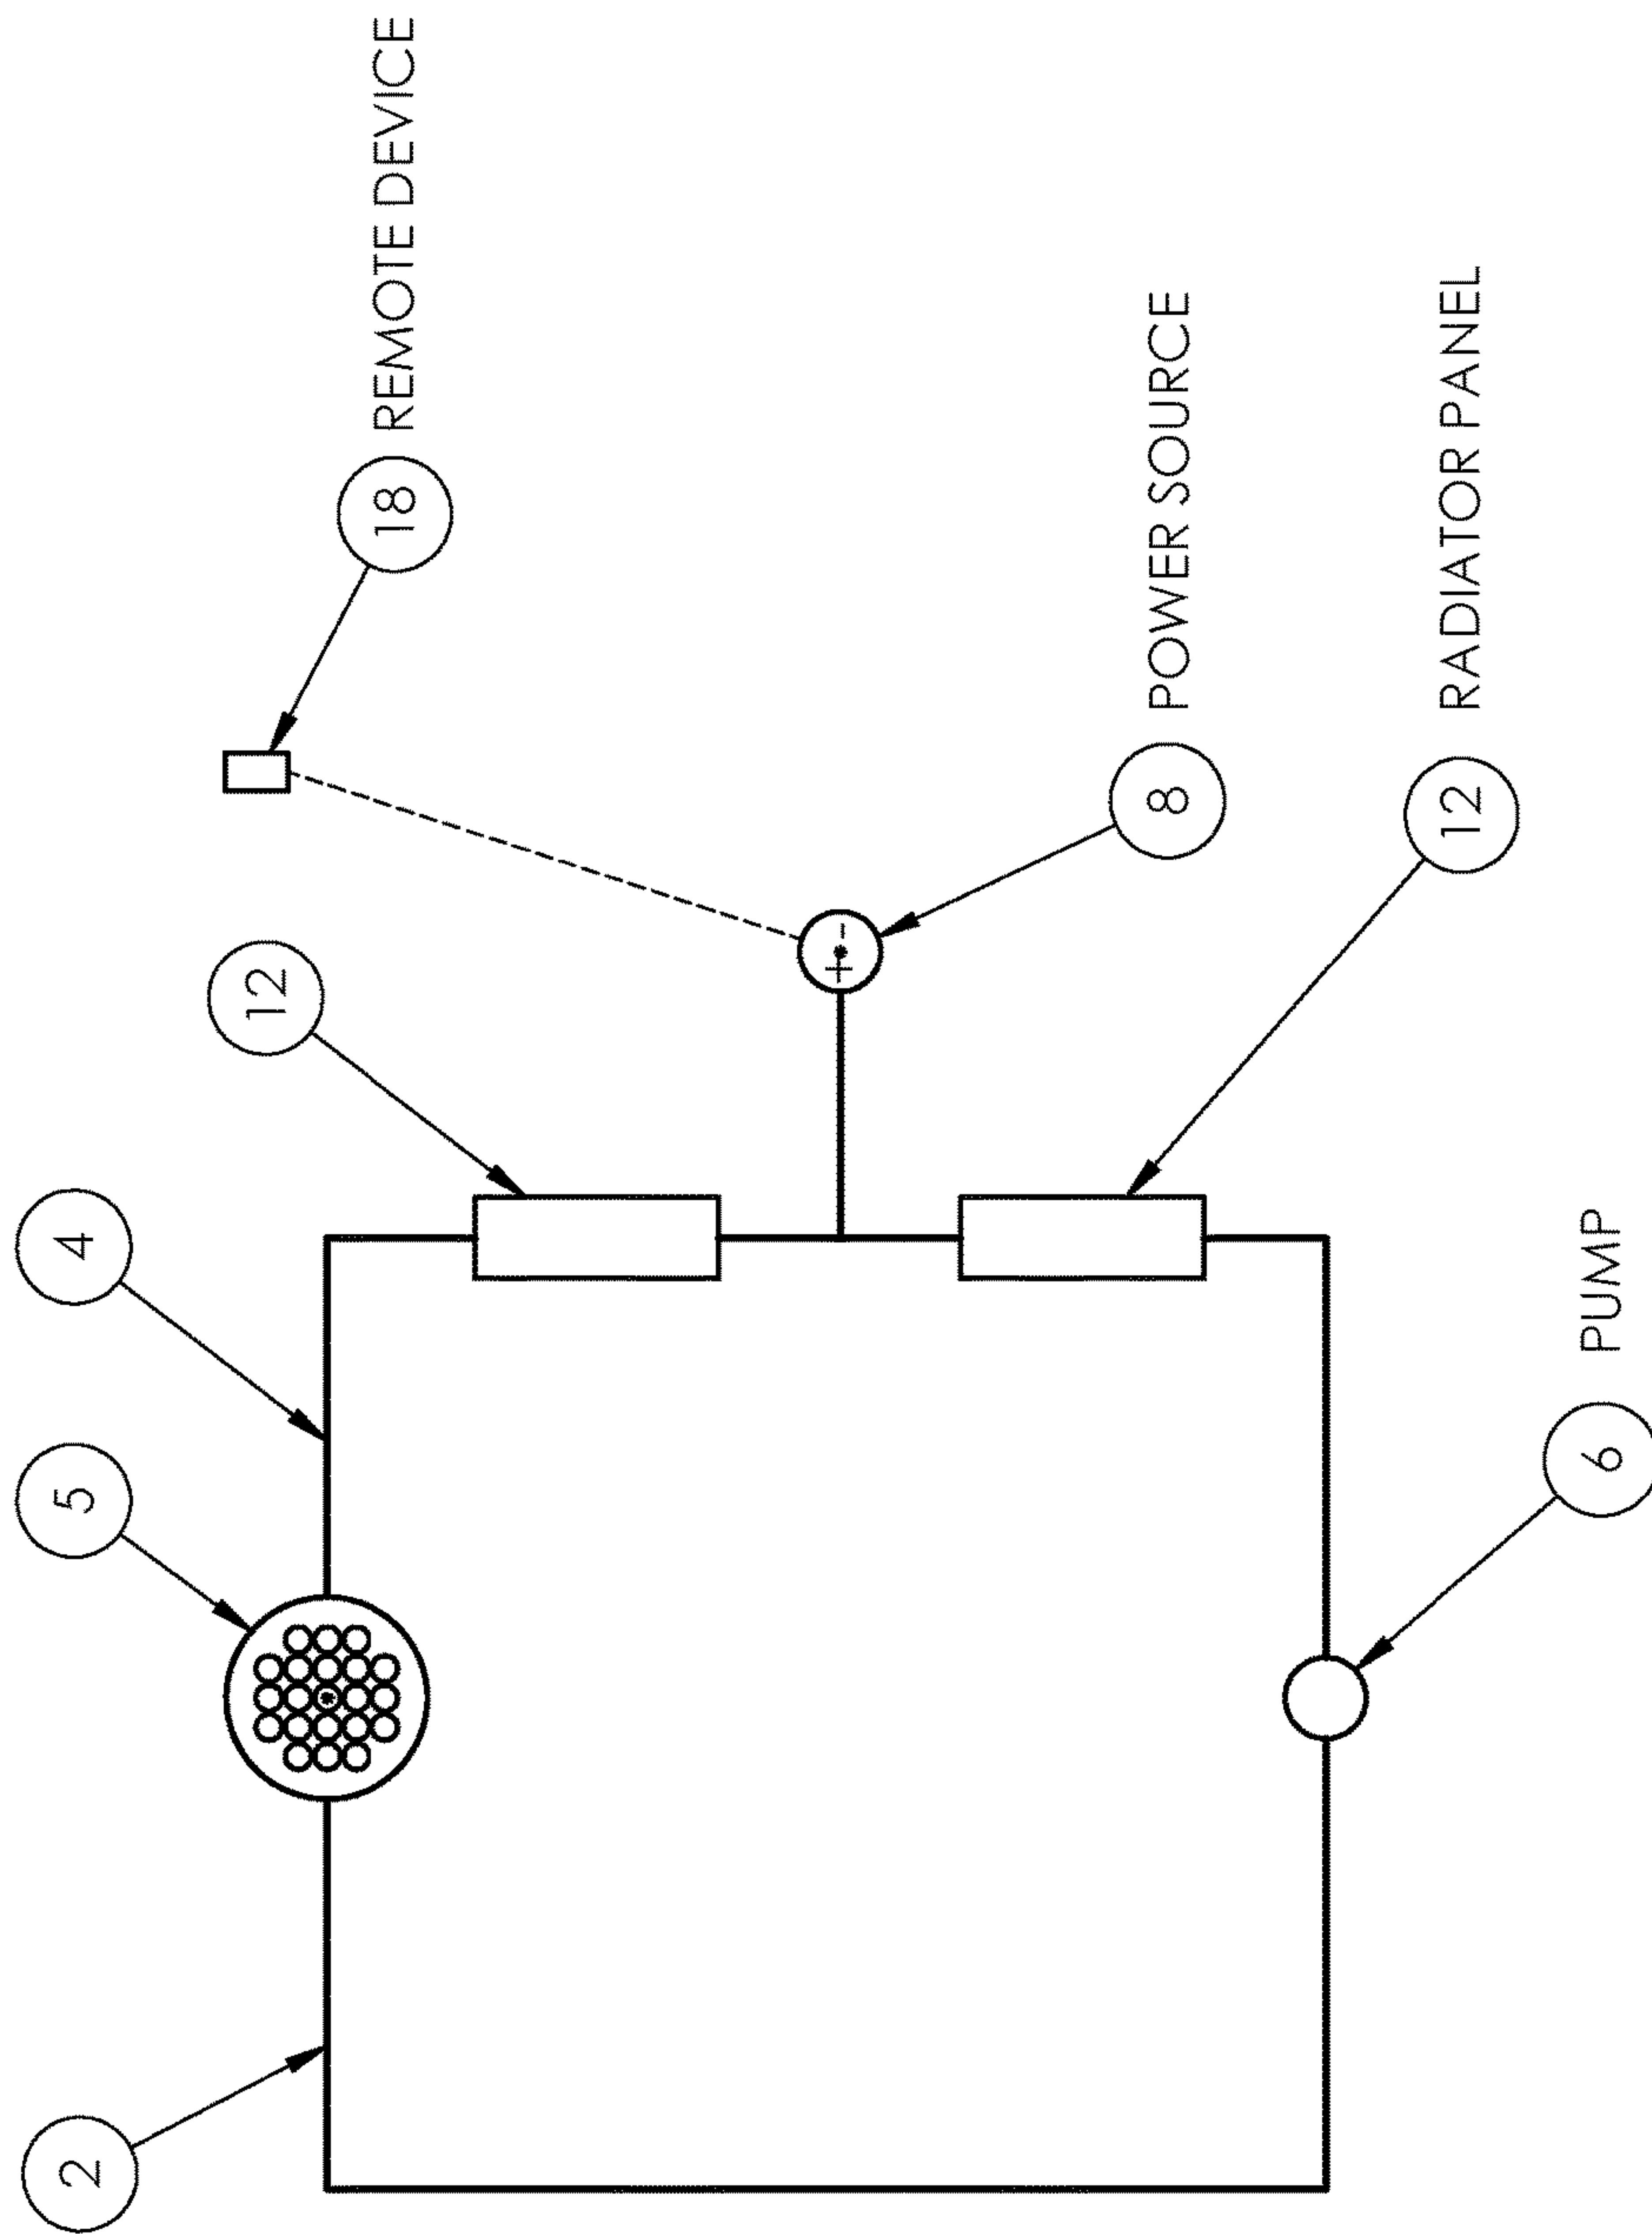 2
5
4
12
18 REMOTE DEVICE
+ -
8 POWER SOURCE
12 RADIATOR PANEL
6 PUMP